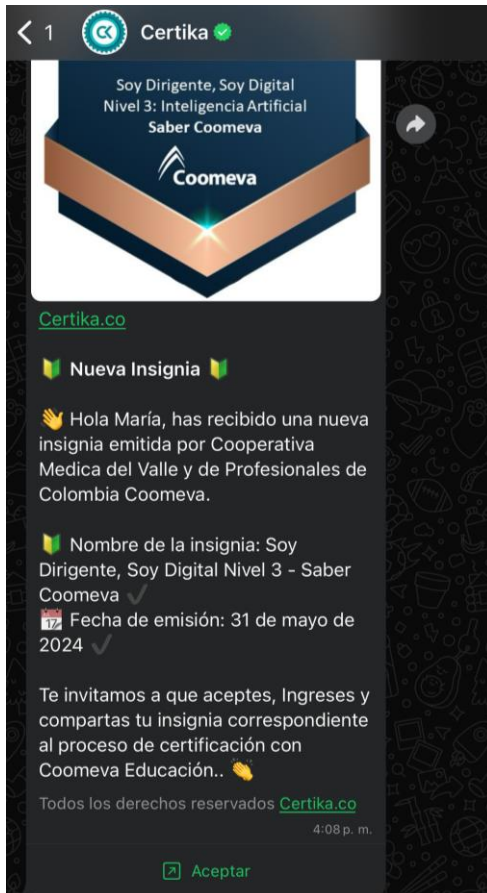 1
CK
Certika
Soy Dirigente, Soy Digital
Nivel 3: Inteligencia Artificial
Saber Coomeva
Coomeva
Certika.co
🔰 Nueva Insignia 🔰
👋 Hola María, has recibido una nueva
insignia emitida por Cooperativa
Medica del Valle y de Profesionales de
Colombia Coomeva.
🔰 Nombre de la insignia: Soy
Dirigente, Soy Digital Nivel 3 - Saber
Coomeva ✔
📆 Fecha de emisión: 31 de mayo de
2024 ✔
Te invitamos a que aceptes, Ingreses y
compartas tu insignia correspondiente
al proceso de certificación con
Coomeva Educación.. 👏
Todos los derechos reservados Certika.co
4:08 p. m.
Aceptar